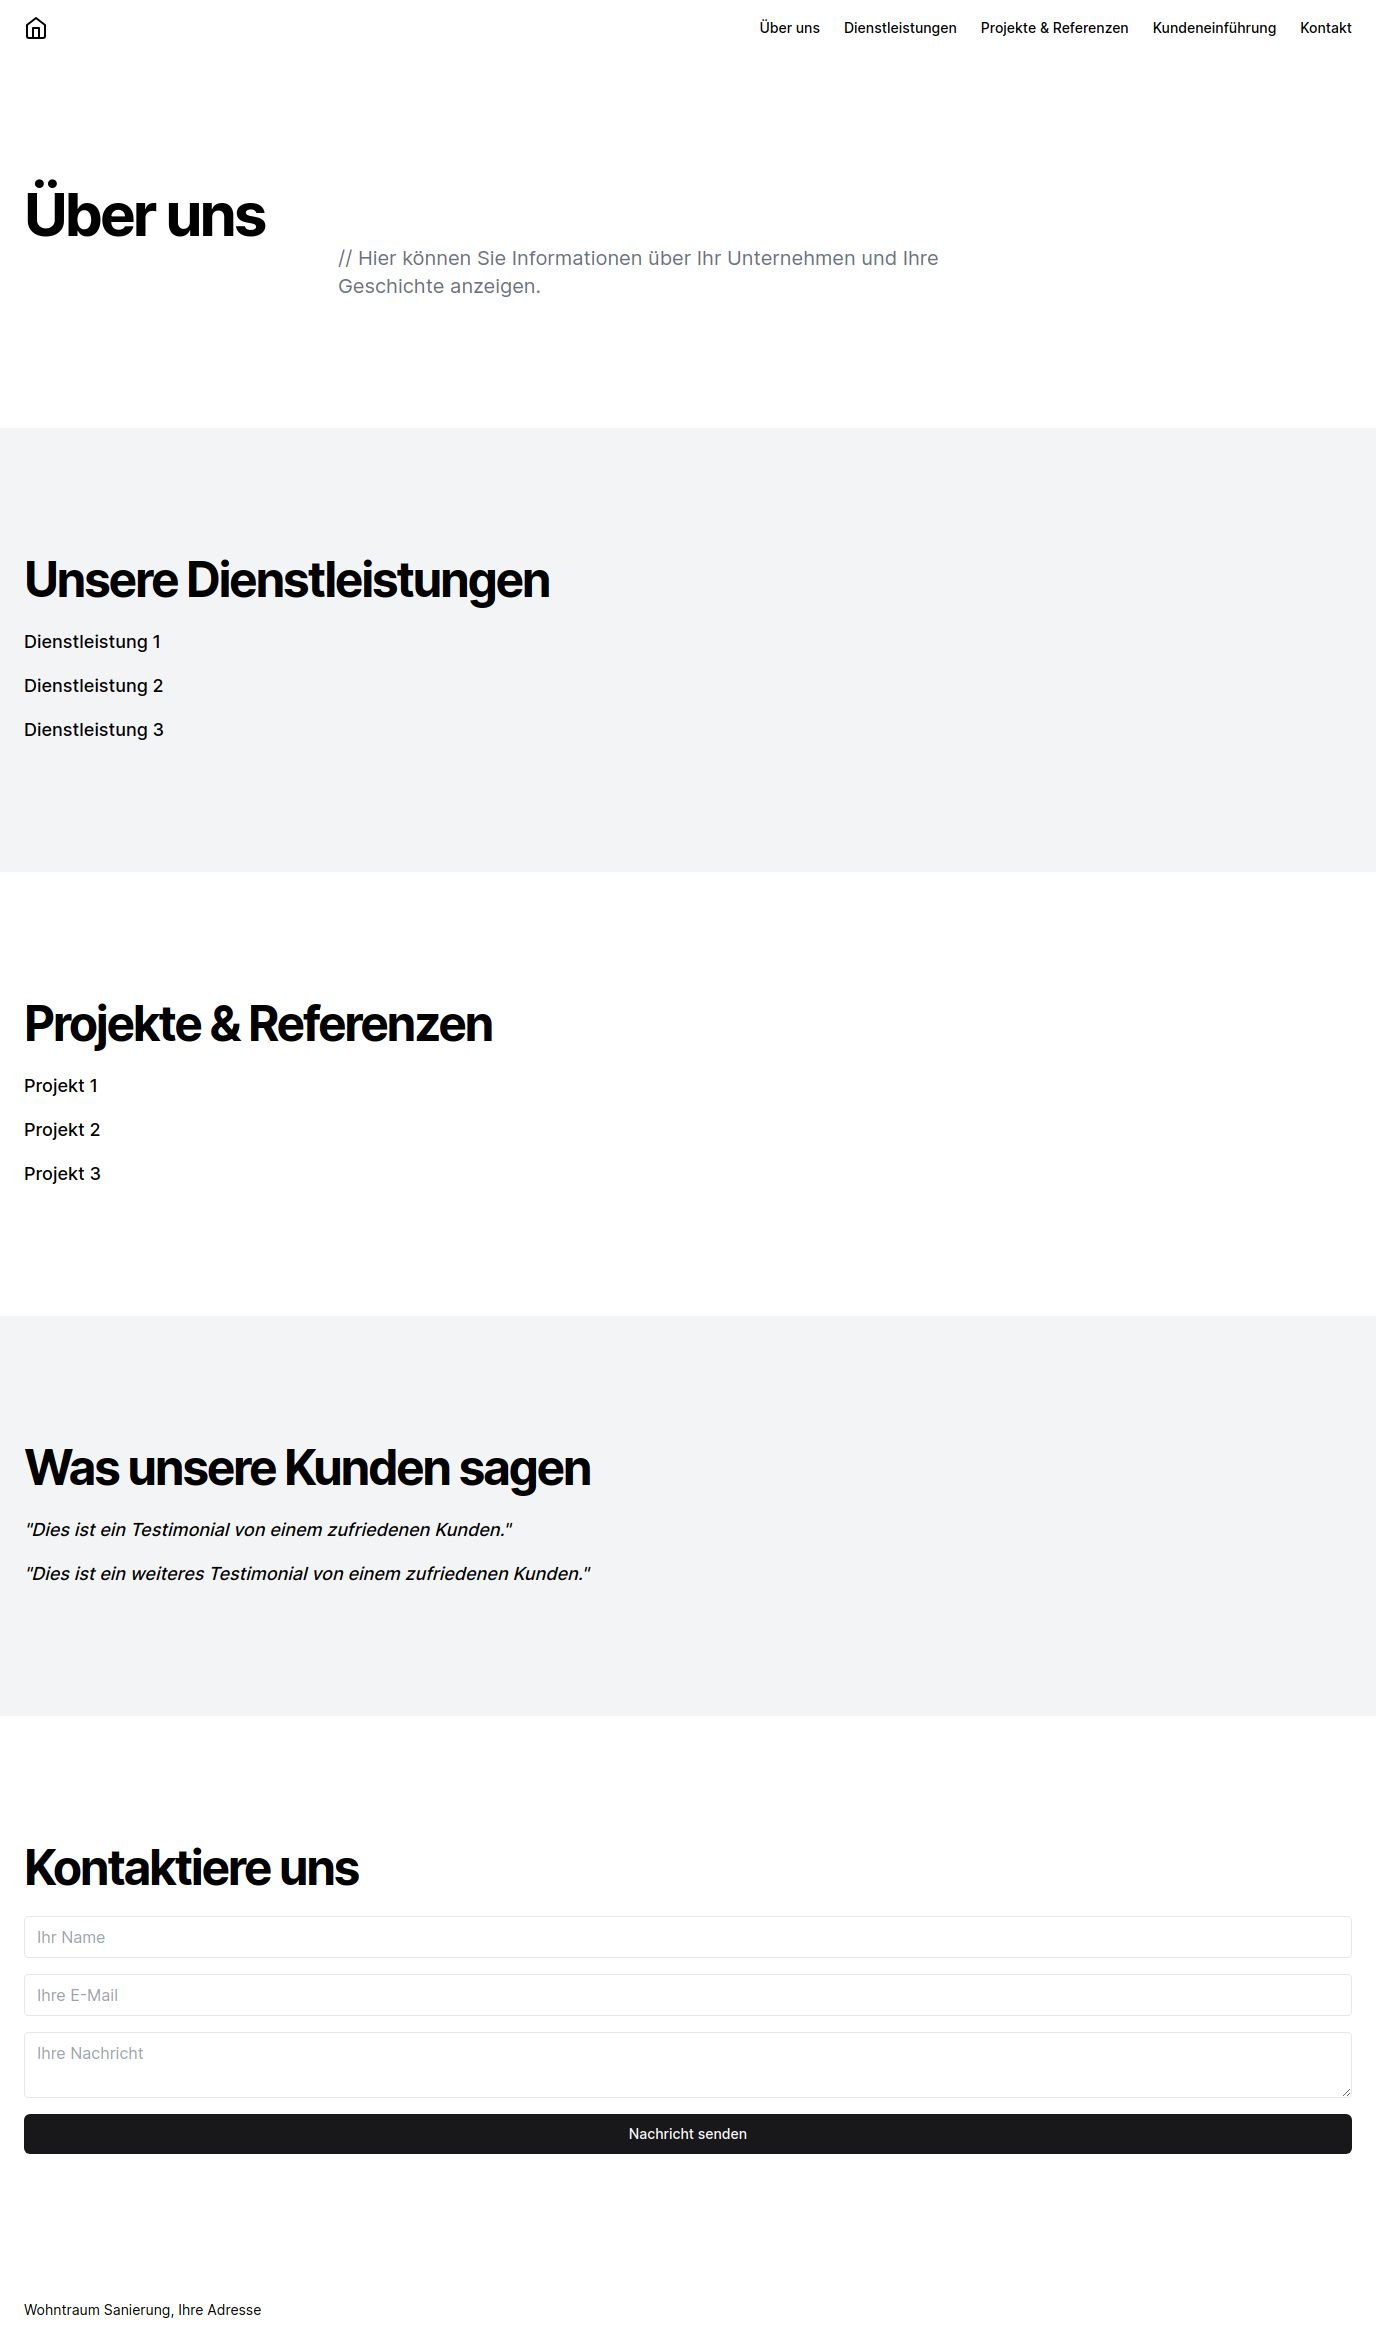 Über uns Dienstleistungen Projekte & Referenzen Kundeneinführung Kontakt
Über uns
// Hier können Sie Informationen über Ihr Unternehmen und Ihre
Geschichte anzeigen.
Unsere Dienstleistungen
Dienstleistung 1
Dienstleistung 2
Dienstleistung 3
Projekte & Referenzen
Projekt 1
Projekt 2
Projekt 3
Was unsere Kunden sagen
"Dies ist ein Testimonial von einem zufriedenen Kunden."
"Dies ist ein weiteres Testimonial von einem zufriedenen Kunden."
Kontaktiere uns
Ihr Name
Ihre E-Mail
Ihre Nachricht
Nachricht senden
Wohntraum Sanierung, Ihre Adresse